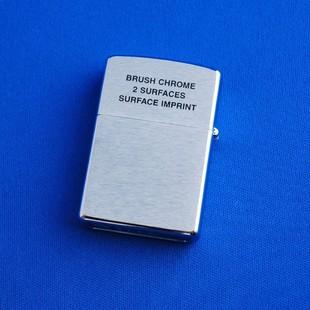 BRUSH CHROME
2 SURFACES
SURFACE IMPRINT